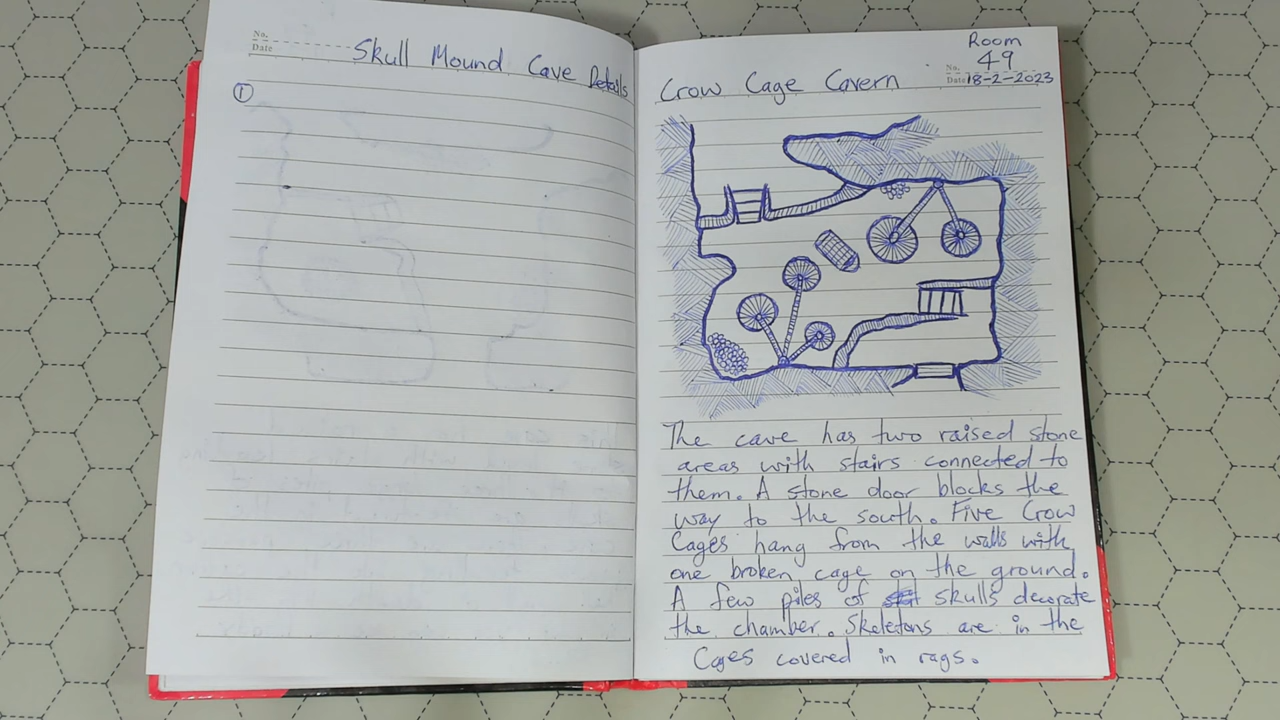 No.
Date
Skull Mound Cave Details
1
Room
No. 49
Date 18-2-2023
Crow Cage Cavern
The cave has two raised stone
areas with stairs connected to
them. A stone door blocks the
way to the south. Five Crow
Cages hang from the walls with
one broken cage on the ground.
A few piles of skulls decorate
the chamber. Skeletons are in the
Cages covered in rags.